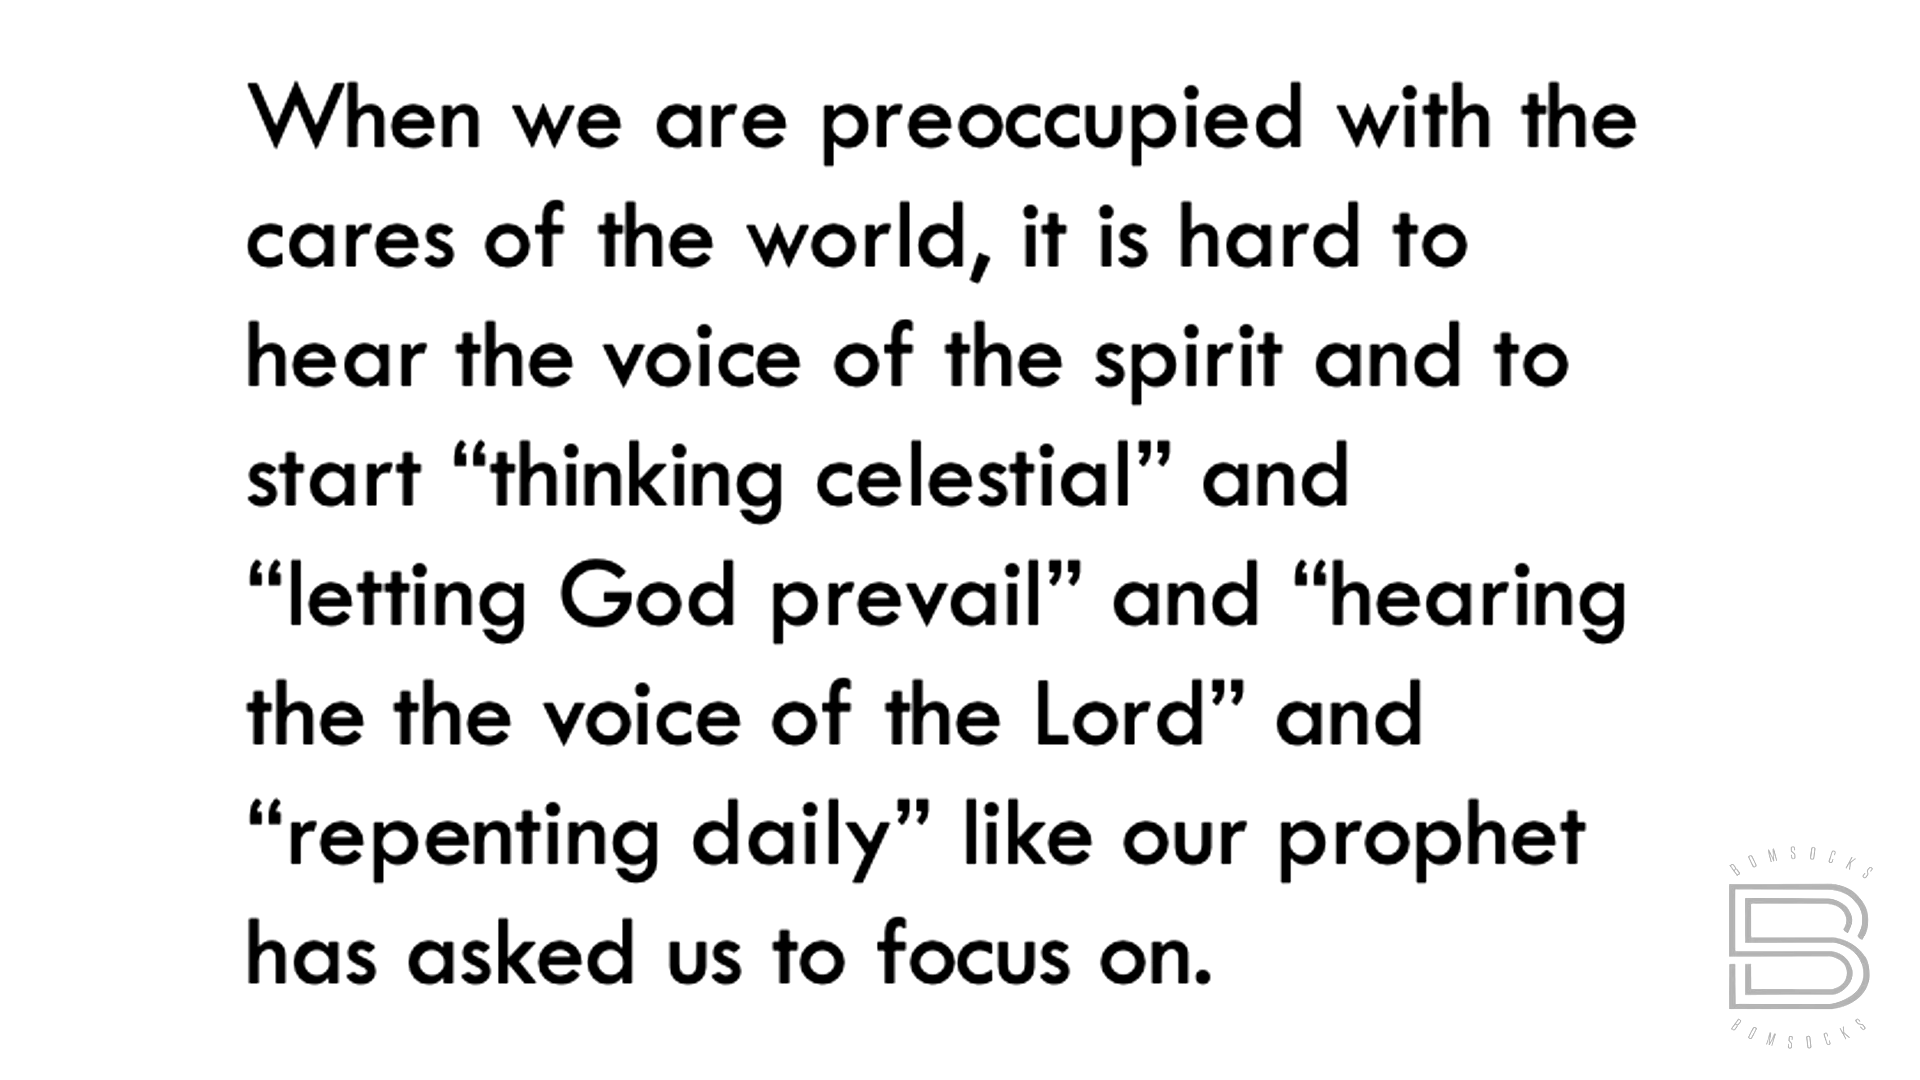 When we are preoccupied with the
cares of the world, it is hard to
hear the voice of the spirit and to
start “thinking celestial” and
“letting God prevail” and “hearing
the the voice of the Lord” and
“repenting daily” like our prophet
has asked us to focus on.
BOMSOCKS
B
BOMSOCKS